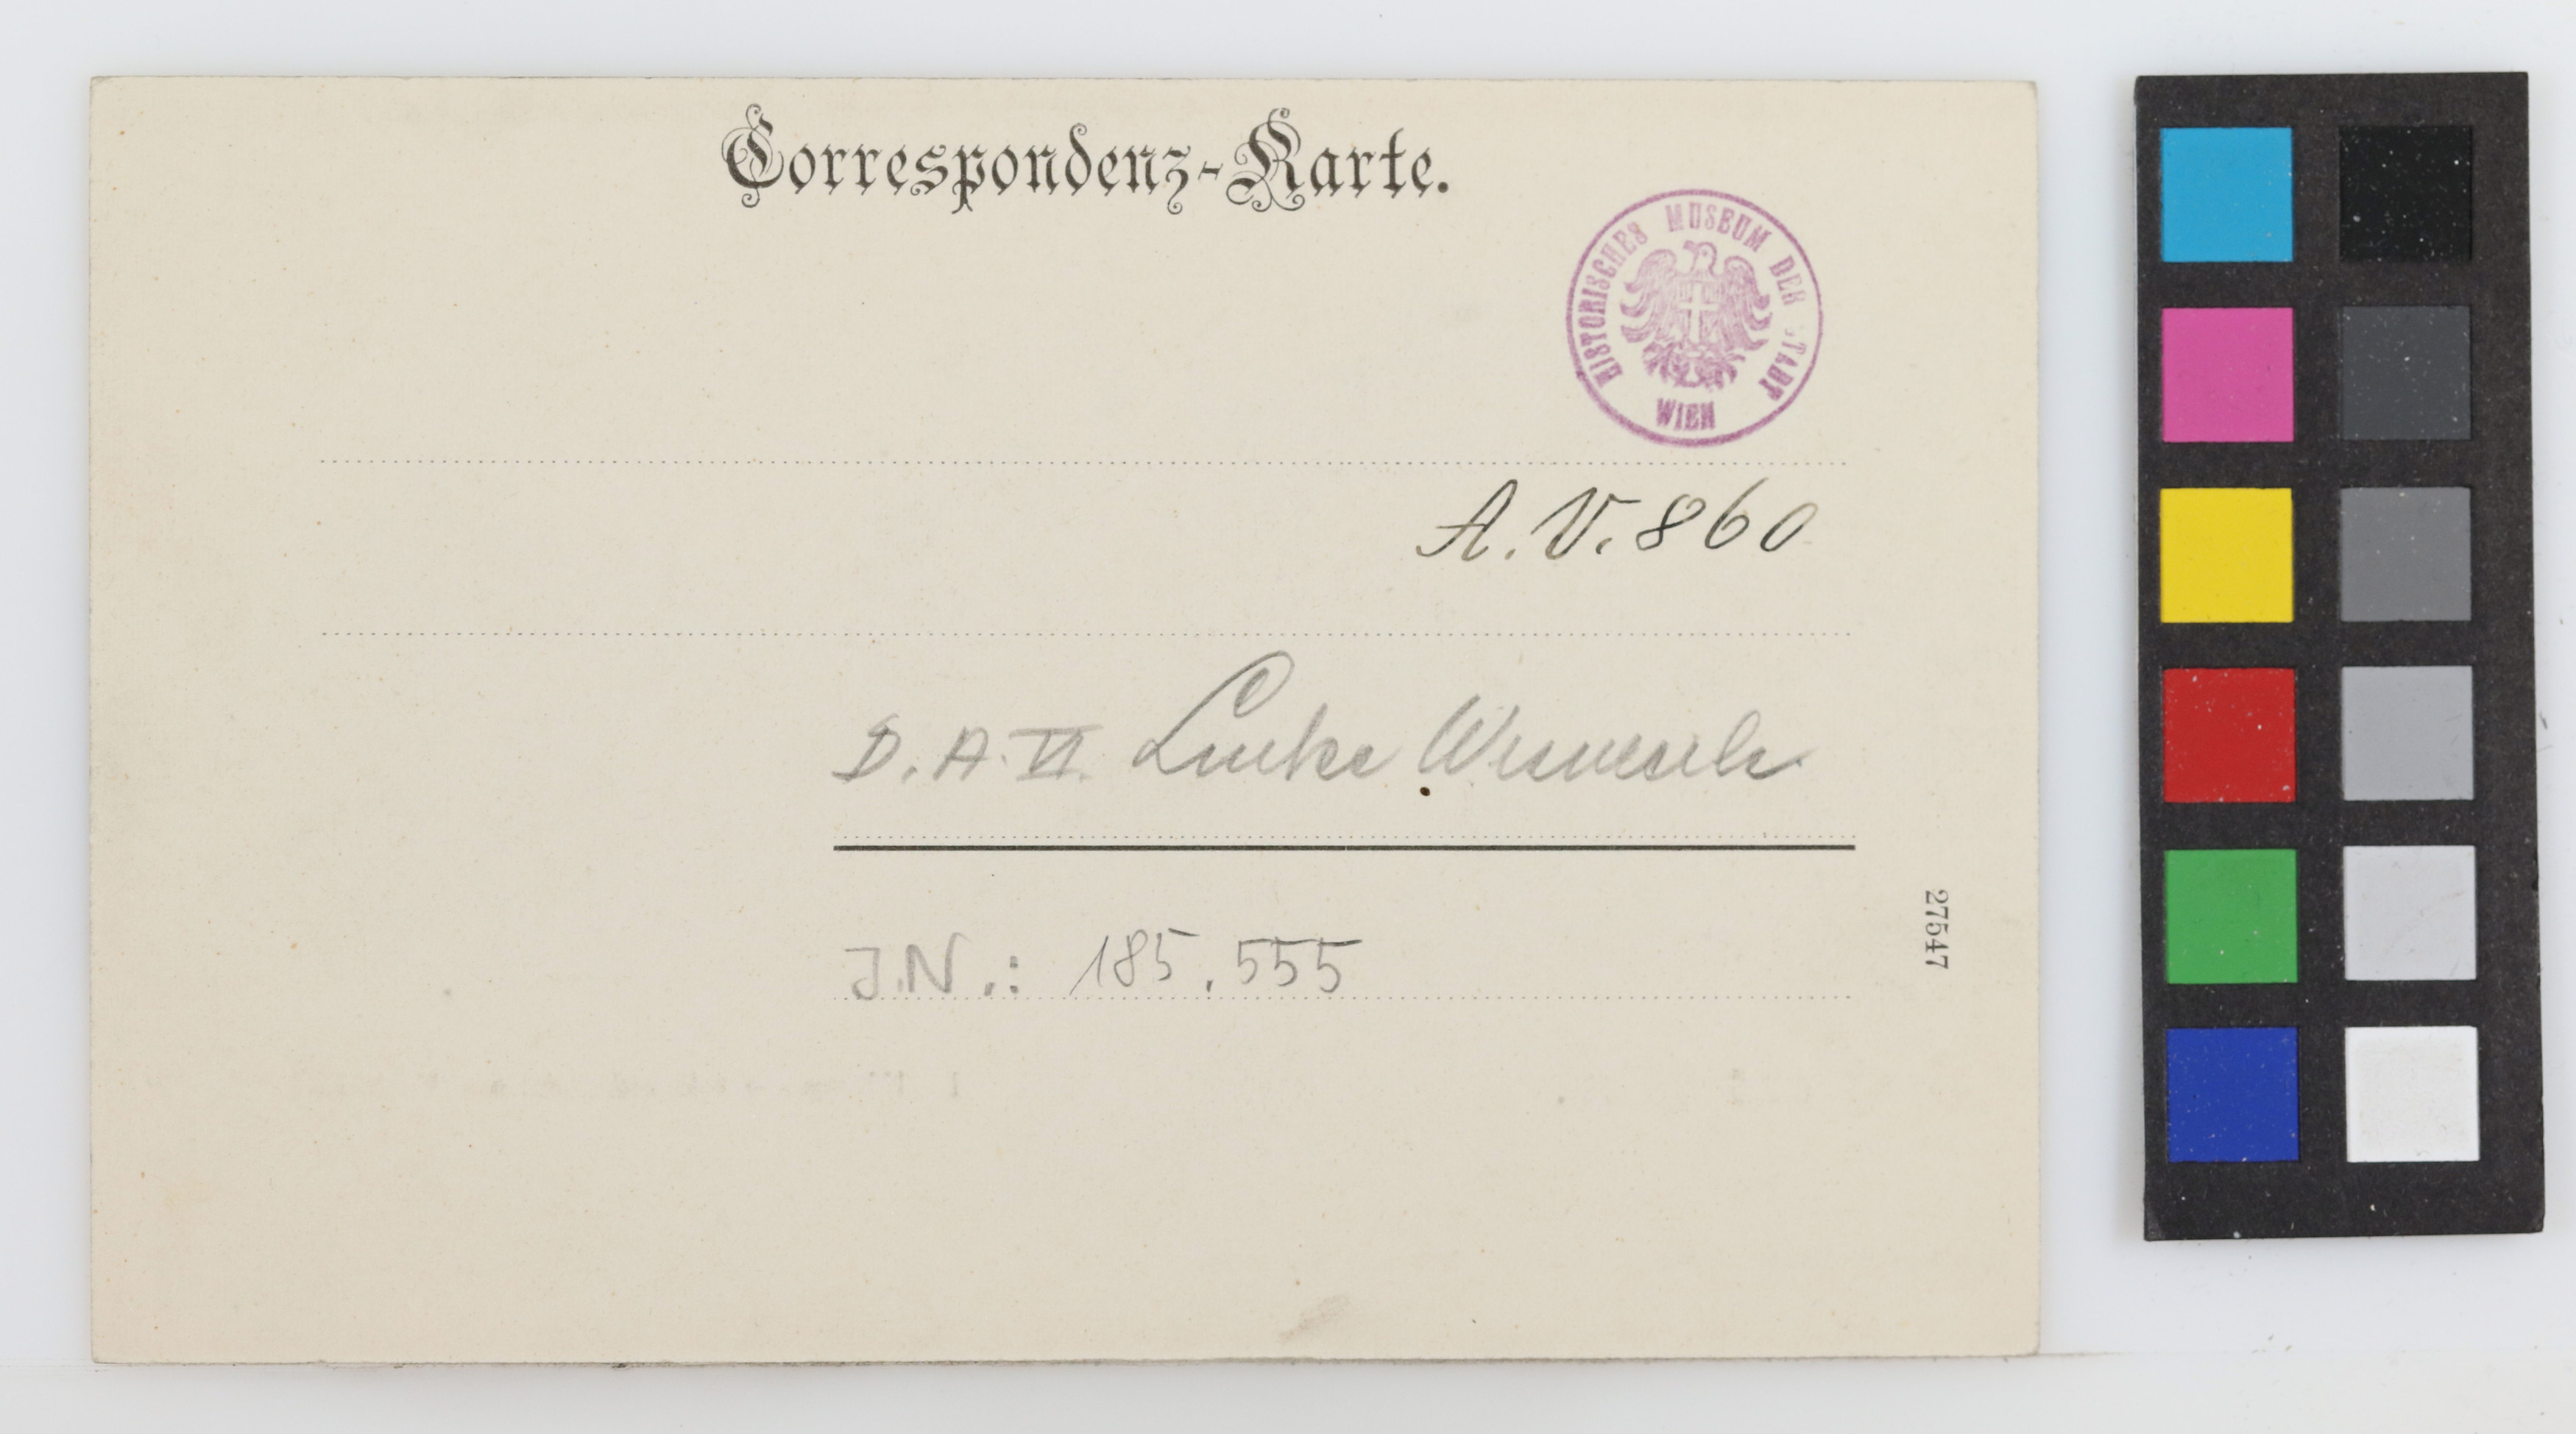 Correspondenz-Karte.
HISTORISCHES MUSEUM DER STADT WIEN
A.V. 860
D. A. VI. Linke Wienzeile
J.N.: 185.555
27547